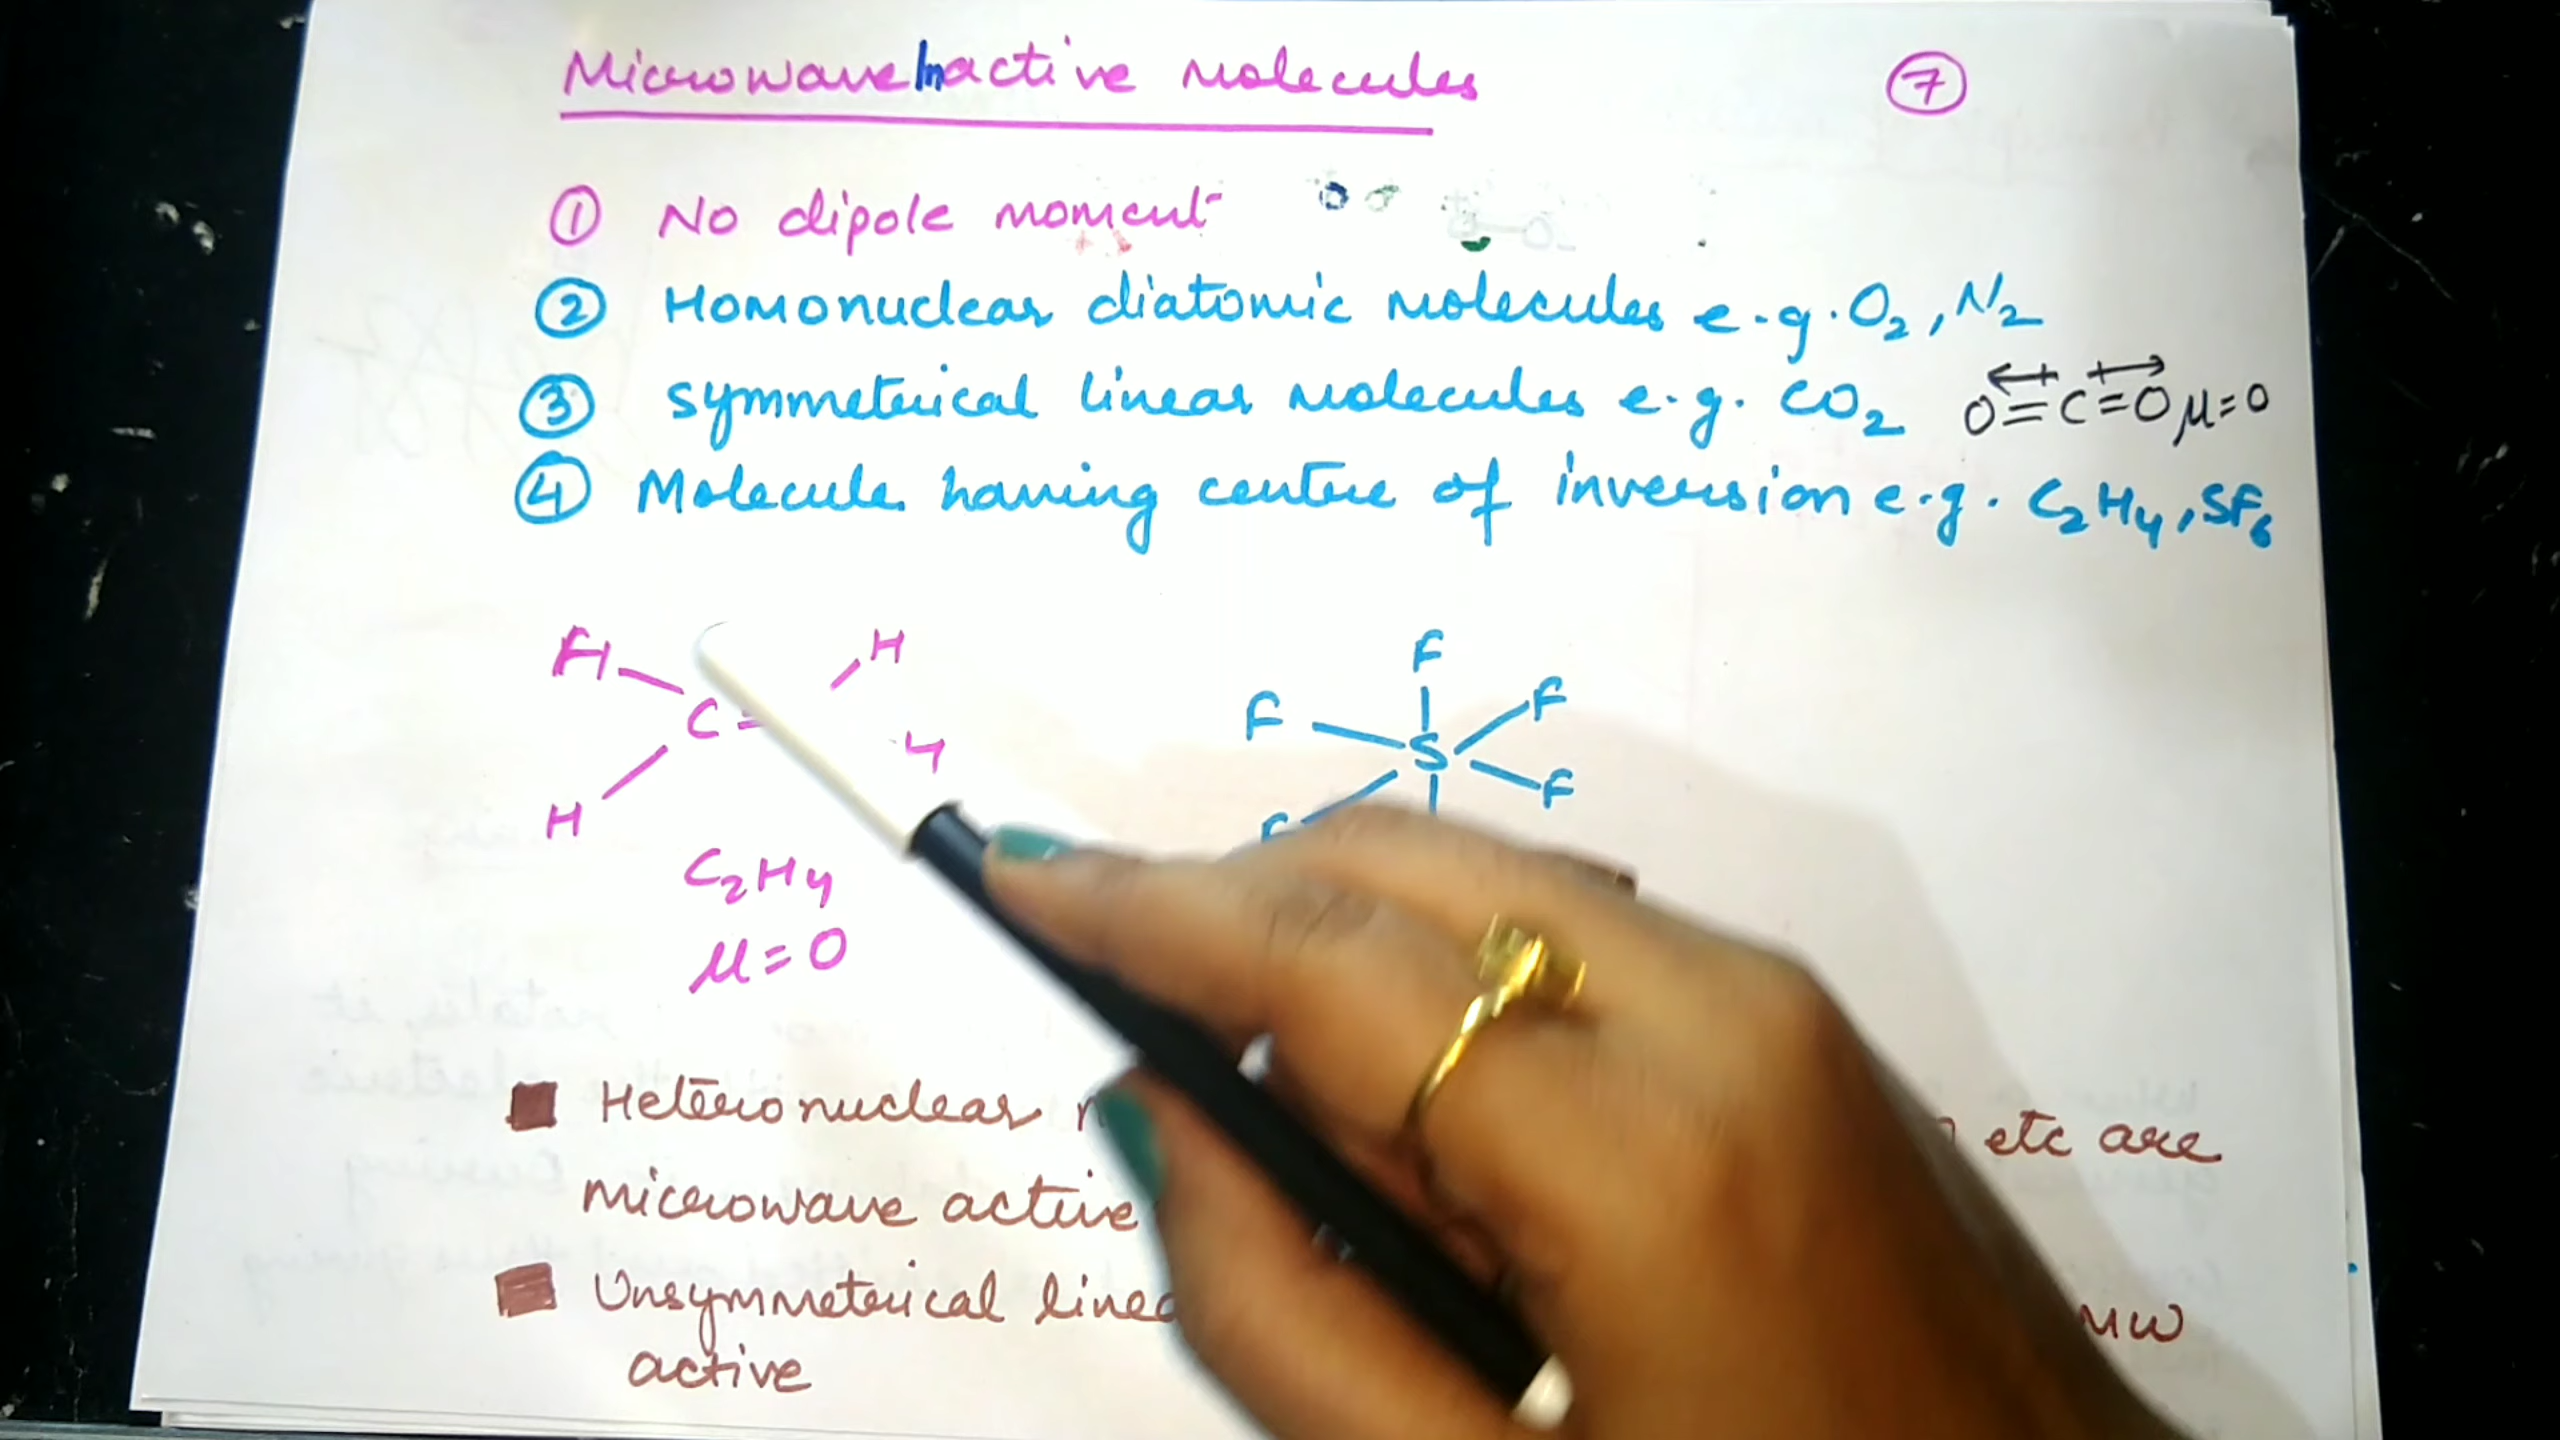 Microwave Inactive Molecules 7
1 No dipole moment
2 Homonuclear diatomic molecules e.g. O2, N2
3 symmetrical linear molecules e.g. CO2 O=C=O μ=0
4 Molecule having centre of inversion e.g. C2H4, SF6
H H F
C = F F
H S
H F
F
C2H4
μ=0
Heteronuclear etc are
microwave active
Unsymmetrical MW
active